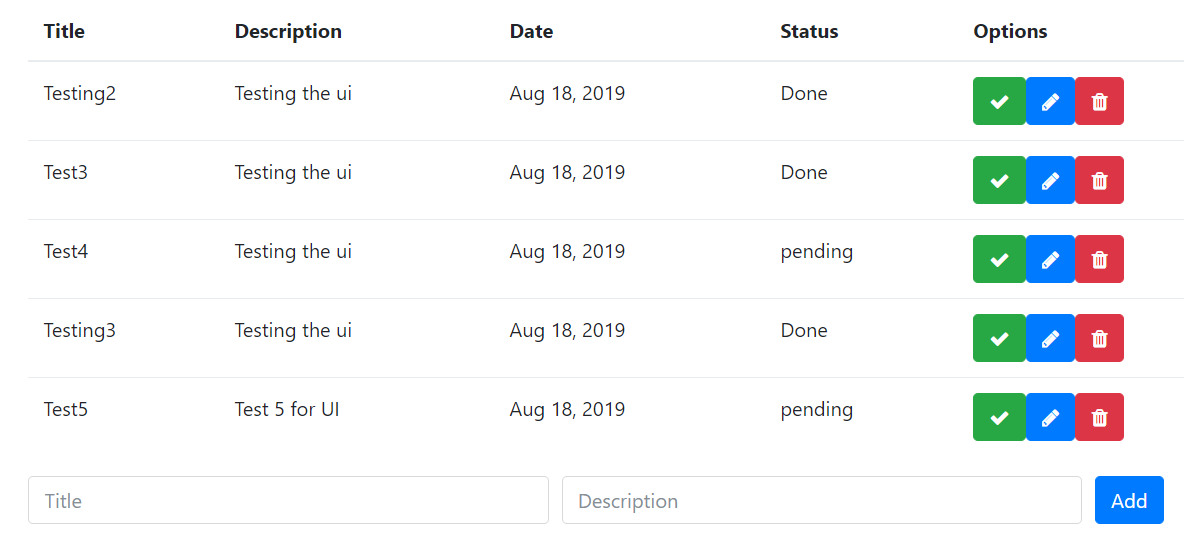 Title Description Date Status Options
Testing2 Testing the ui Aug 18, 2019 Done
Test3 Testing the ui Aug 18, 2019 Done
Test4 Testing the ui Aug 18, 2019 pending
Testing3 Testing the ui Aug 18, 2019 Done
Test5 Test 5 for UI Aug 18, 2019 pending
Title Description Add